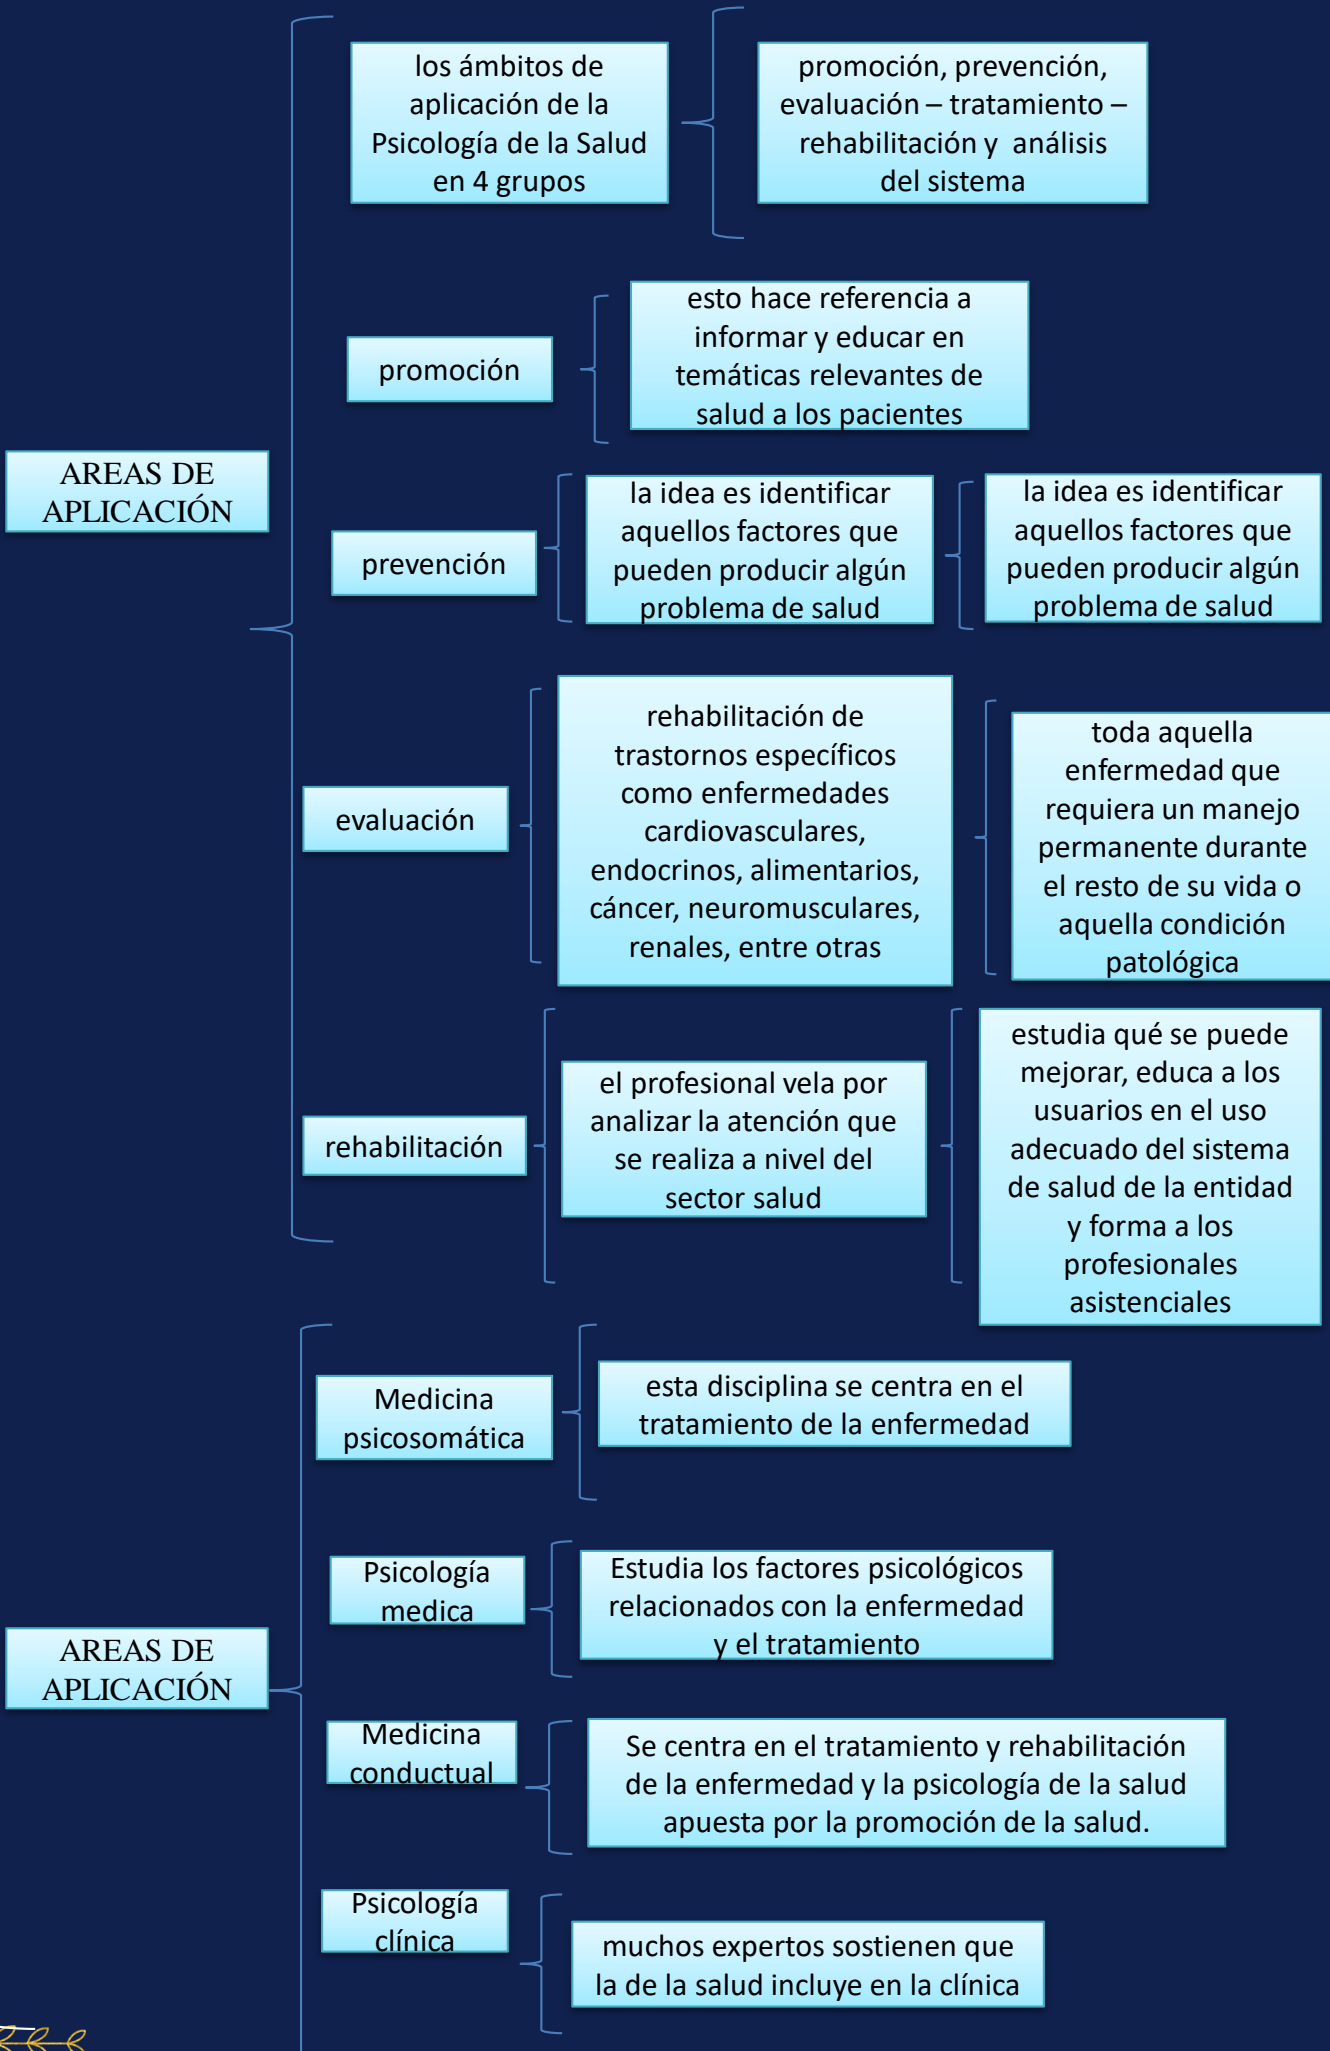 los ámbitos de
aplicación de la
Psicología de la Salud
en 4 grupos
promoción, prevención,
evaluación – tratamiento –
rehabilitación y análisis
del sistema
promoción
esto hace referencia a
informar y educar en
temáticas relevantes de
salud a los pacientes
AREAS DE
APLICACIÓN
prevención
la idea es identificar
aquellos factores que
pueden producir algún
problema de salud
la idea es identificar
aquellos factores que
pueden producir algún
problema de salud
evaluación
rehabilitación de
trastornos específicos
como enfermedades
cardiovasculares,
endocrinos, alimentarios,
cáncer, neuromusculares,
renales, entre otras
toda aquella
enfermedad que
requiera un manejo
permanente durante
el resto de su vida o
aquella condición
patológica
rehabilitación
el profesional vela por
analizar la atención que
se realiza a nivel del
sector salud
estudia qué se puede
mejorar, educa a los
usuarios en el uso
adecuado del sistema
de salud de la entidad
y forma a los
profesionales
asistenciales
Medicina
psicosomática
esta disciplina se centra en el
tratamiento de la enfermedad
Psicología
medica
Estudia los factores psicológicos
relacionados con la enfermedad
y el tratamiento
AREAS DE
APLICACIÓN
Medicina
conductual
Se centra en el tratamiento y rehabilitación
de la enfermedad y la psicología de la salud
apuesta por la promoción de la salud.
Psicología
clínica
muchos expertos sostienen que
la de la salud incluye en la clínica